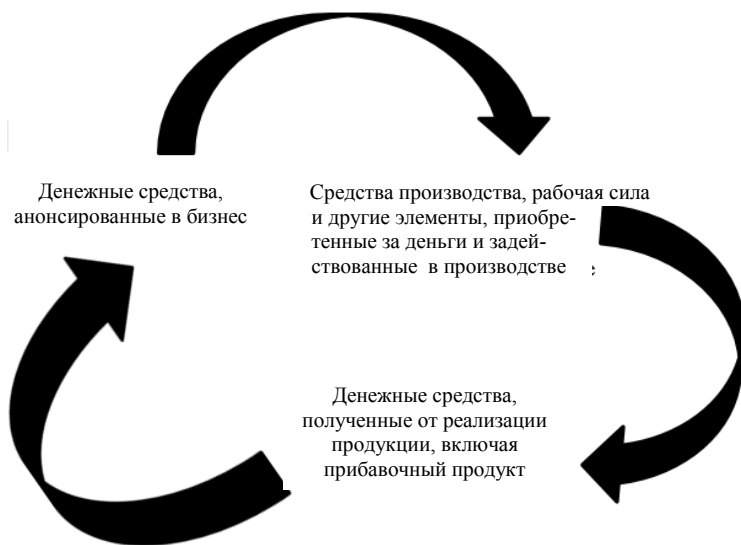 Денежные средства,
анонсированные в бизнес
Средства производства, рабочая сила
и другие элементы, приобре-
тенные за деньги и задей-
ствованные в производстве
Денежные средства,
полученные от реализации
продукции, включая
прибавочный продукт